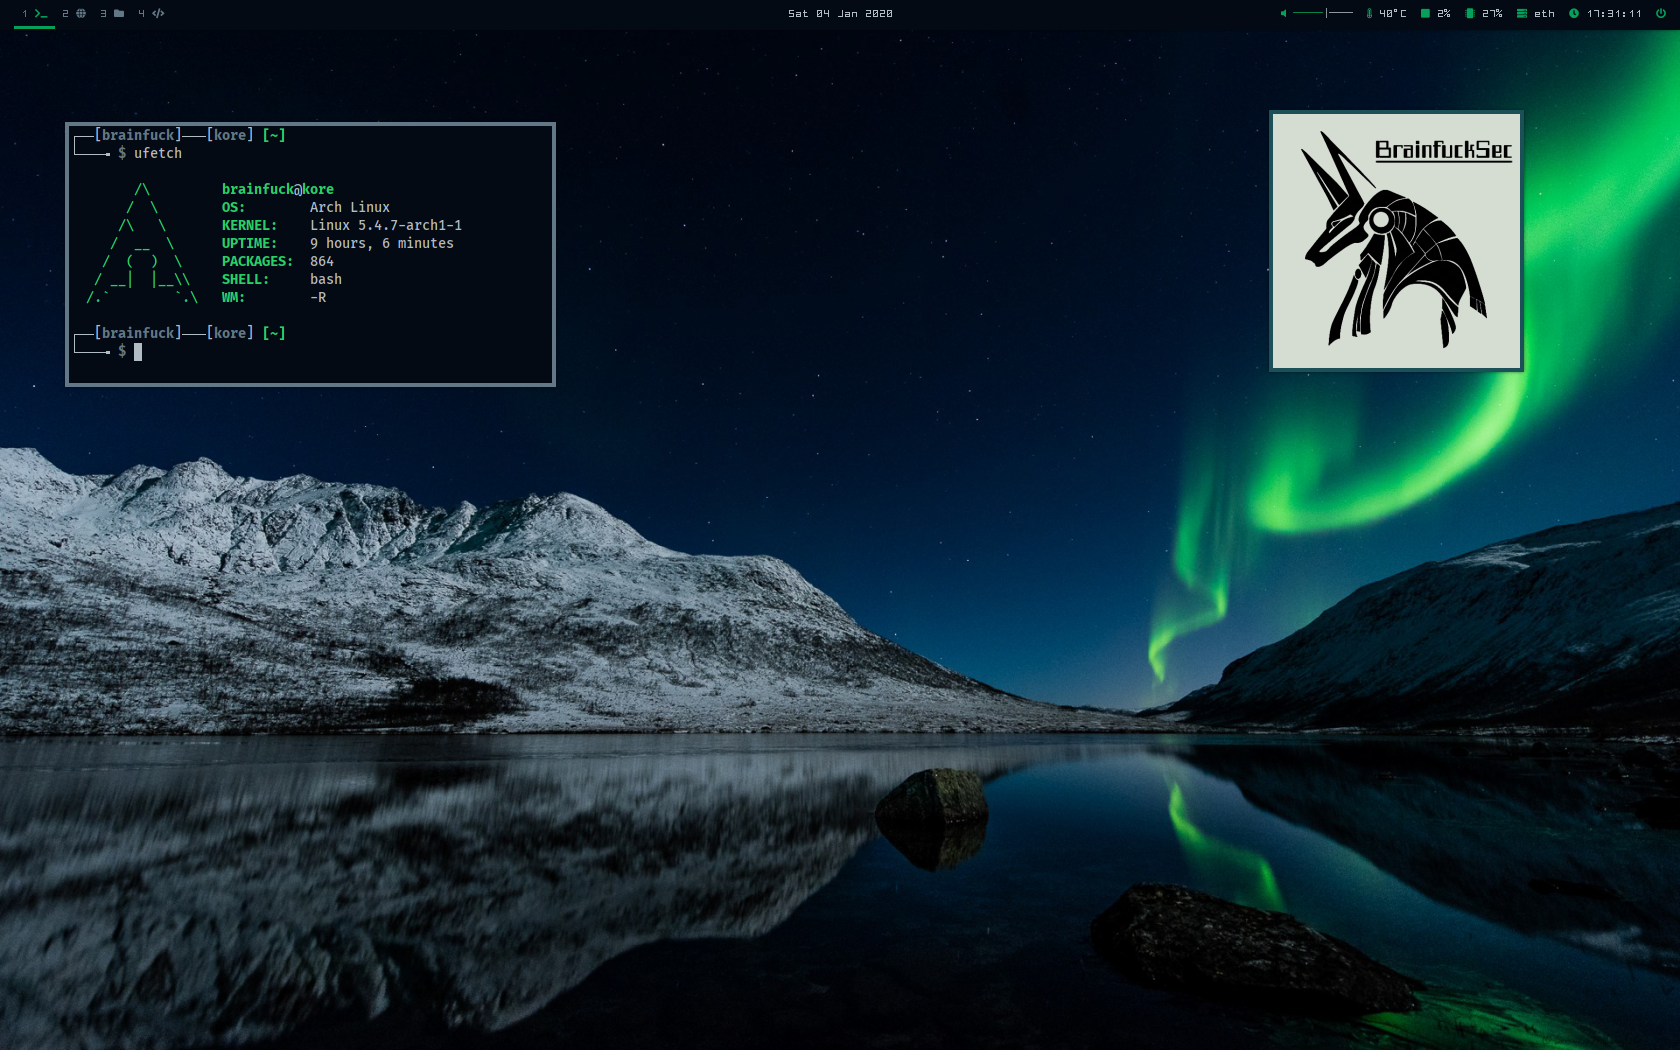 1 2 3 4
Sat 04 Jan 2020
40°C 2% 27% eth 17:31:11
[brainfuck]──[kore] [~]
$ ufetch
brainfuck@kore
OS: Arch Linux
KERNEL: Linux 5.4.7-arch1-1
UPTIME: 9 hours, 6 minutes
PACKAGES: 864
SHELL: bash
WM: -R
[brainfuck]──[kore] [~]
$
BrainfuckSec